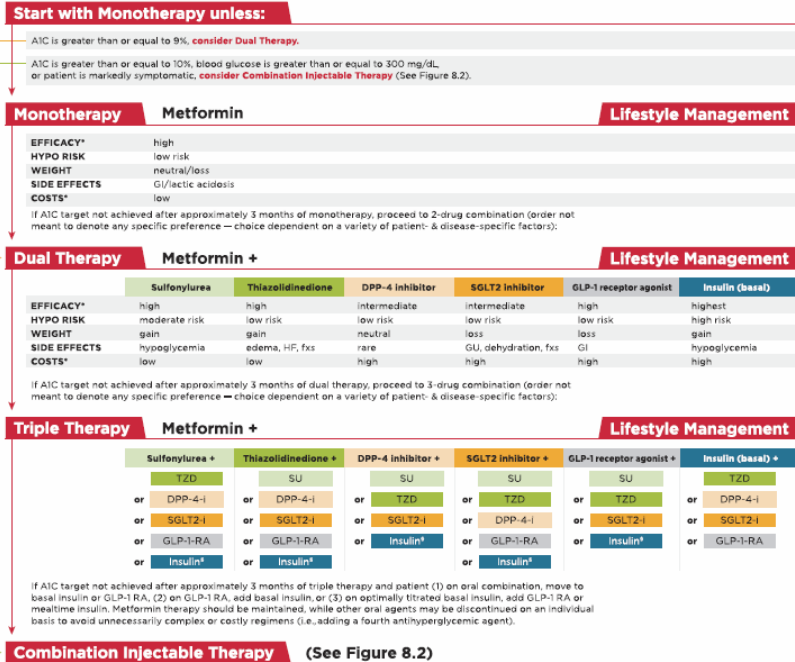 Start with Monotherapy unless:
A1C is greater than or equal to 9%, consider Dual Therapy.
A1C is greater than or equal to 10%, blood glucose is greater than or equal to 300 mg/dL,
or patient is markedly symptomatic, consider Combination Injectable Therapy (See Figure 8.2).
Monotherapy Metformin Lifestyle Management
EFFICACY* high
HYPO RISK low risk
WEIGHT neutral/loss
SIDE EFFECTS GI/lactic acidosis
COSTS* low
If A1C target not achieved after approximately 3 months of monotherapy, proceed to 2-drug combination (order not
meant to denote any specific preference — choice dependent on a variety of patient- & disease-specific factors):
Dual Therapy Metformin + Lifestyle Management
Sulfonylurea Thiazolidinedione DPP-4 inhibitor SGLT2 inhibitor GLP-1 receptor agonist Insulin (basal)
EFFICACY* high high intermediate intermediate high highest
HYPO RISK moderate risk low risk low risk low risk low risk high risk
WEIGHT gain gain neutral loss loss gain
SIDE EFFECTS hypoglycemia edema, HF, fxs rare GU, dehydration, fxs GI hypoglycemia
COSTS* low low high high high high
If A1C target not achieved after approximately 3 months of dual therapy, proceed to 3-drug combination (order not
meant to denote any specific preference — choice dependent on a variety of patient- & disease-specific factors):
Triple Therapy Metformin + Lifestyle Management
Sulfonylurea + Thiazolidinedione + DPP-4 inhibitor + SGLT2 inhibitor + GLP-1 receptor agonist + Insulin (basal) +
TZD SU SU SU SU TZD
or DPP-4-i or DPP-4-i or TZD or TZD or TZD or DPP-4-i
or SGLT2-i or SGLT2-i or SGLT2-i or DPP-4-i or SGLT2-i or SGLT2-i
or GLP-1-RA or GLP-1-RA or Insulin§ or GLP-1-RA or Insulin§ or GLP-1-RA
or Insulin§ or Insulin§ or Insulin§
If A1C target not achieved after approximately 3 months of triple therapy and patient (1) on oral combination, move to
basal insulin or GLP-1 RA, (2) on GLP-1 RA, add basal insulin, or (3) on optimally titrated basal insulin, add GLP-1 RA or
mealtime insulin. Metformin therapy should be maintained, while other oral agents may be discontinued on an individual
basis to avoid unnecessarily complex or costly regimens (i.e., adding a fourth antihyperglycemic agent).
Combination Injectable Therapy (See Figure 8.2)